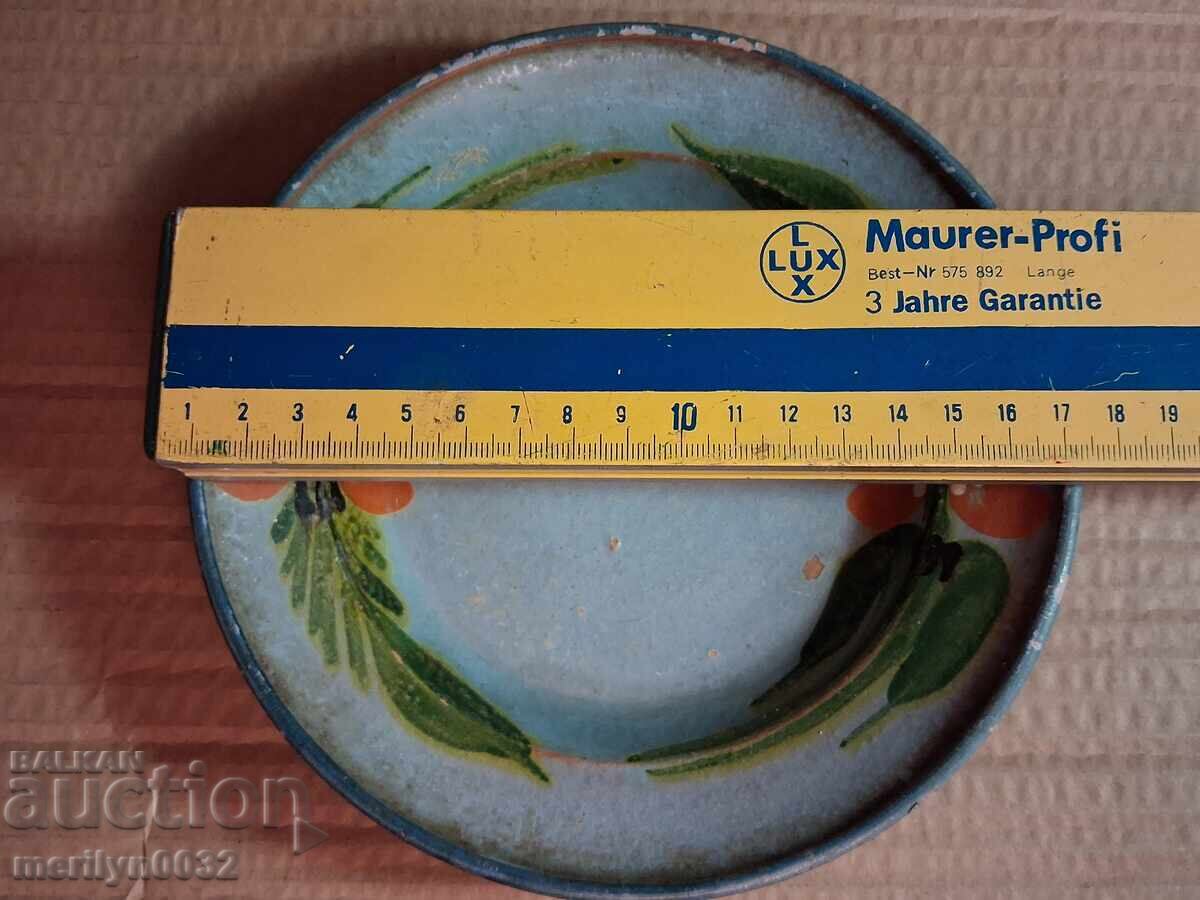 L
LUX
X
Maurer-Profi
Best-Nr 575 892 Lange
3 Jahre Garantie
1 2 3 4 5 6 7 8 9 10 11 12 13 14 15 16 17 18 19
BALKAN
auction
merilyn0032